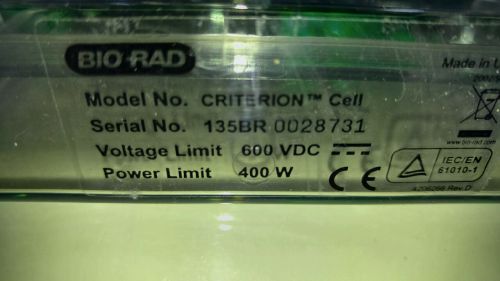 BIO-RAD
Made in U
Model No. CRITERION™ Cell
Serial No. 135BR 0028731
www.bio-rad.com
Voltage Limit 600 VDC
IEC/EN
61010-1
Power Limit 400 W
CE
Rev.D